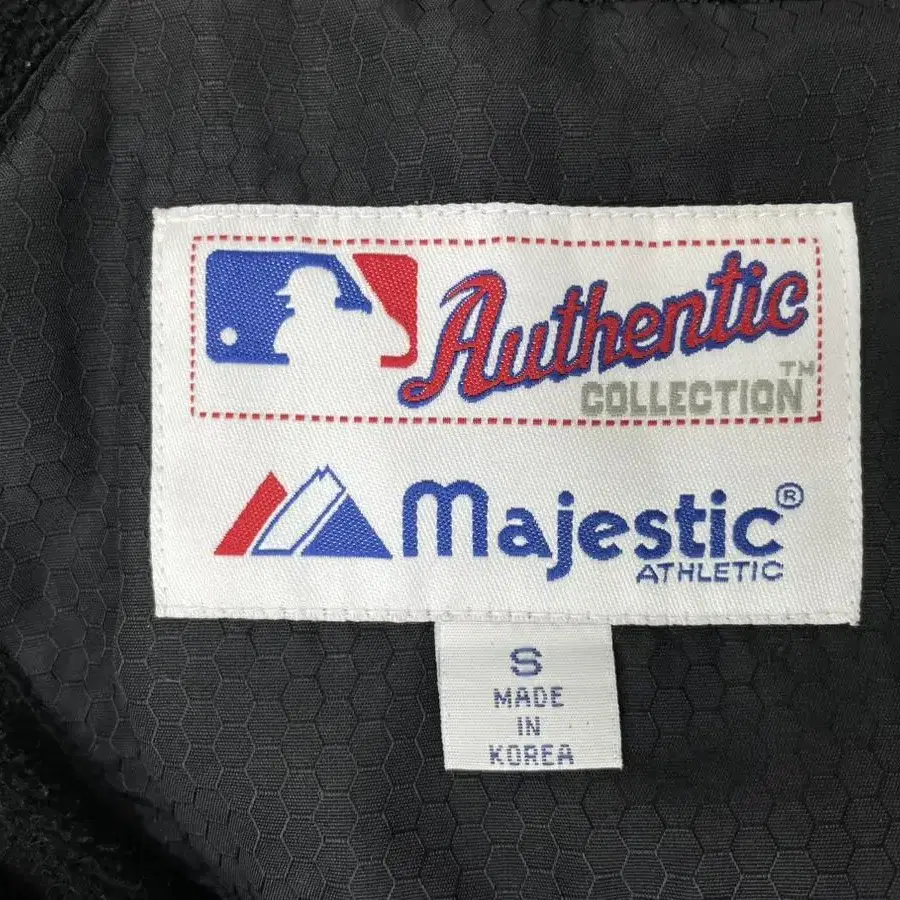 Authentic
COLLECTION™
Majestic®
ATHLETIC
S
MADE
IN
KOREA